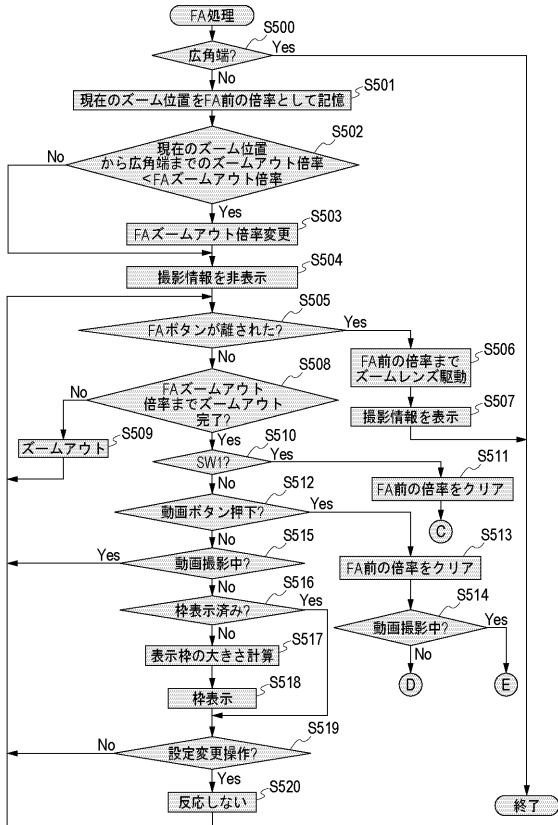 FA処理
S500
広角端?
Yes
No
S501
現在のズーム位置をFA前の倍率として記憶
S502
現在のズーム位置
から広角端までのズームアウト倍率
<FAズームアウト倍率
No
Yes
S503
FAズームアウト倍率変更
S504
撮影情報を非表示
S505
FAボタンが離された?
Yes
No
S506
FA前の倍率まで
ズームレンズ駆動
S507
撮影情報を表示
S508
FAズームアウト
倍率までズームアウト
完了?
No
Yes
S509
ズームアウト
S510
SW1?
Yes
No
S511
FA前の倍率をクリア
C
S512
動画ボタン押下?
Yes
No
S513
FA前の倍率をクリア
S514
動画撮影中?
Yes
No
D
E
S515
動画撮影中?
Yes
No
S516
枠表示済み?
Yes
No
S517
表示枠の大きさ計算
S518
枠表示
S519
設定変更操作?
No
Yes
S520
反応しない
終了